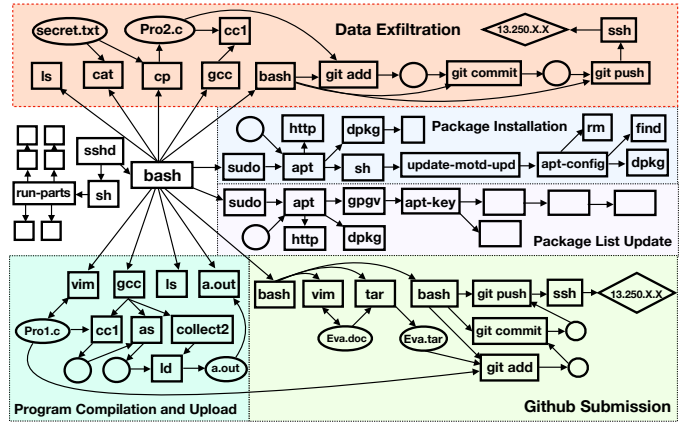 Data Exfiltration
secret.txt
Pro2.c
cc1
13.250.X.X
ssh
ls
cat
cp
gcc
bash
git add
git commit
git push
http
dpkg
Package Installation
rm
find
sshd
bash
sudo
apt
sh
update-motd-upd
apt-config
dpkg
run-parts
sh
sudo
apt
gpgv
apt-key
http
dpkg
Package List Update
vim
gcc
ls
a.out
bash
vim
tar
bash
git push
ssh
13.250.X.X
Pro1.c
cc1
as
collect2
Eva.doc
Eva.tar
git commit
ld
a.out
git add
Program Compilation and Upload
Github Submission